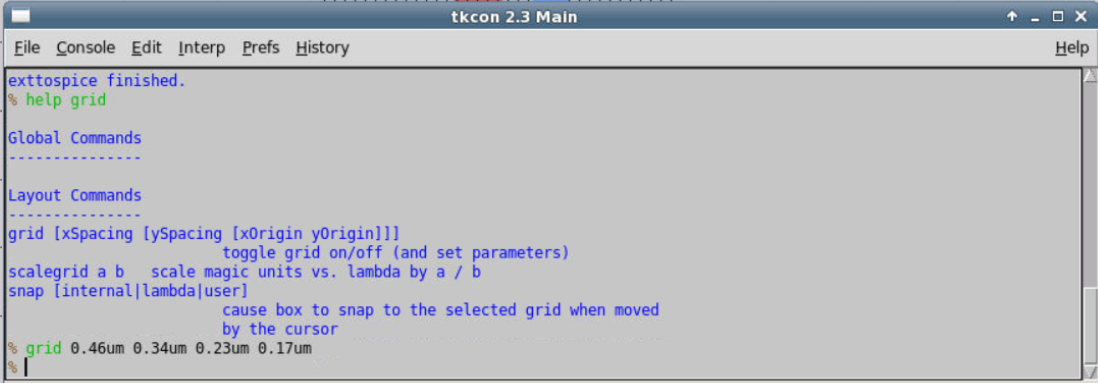 tkcon 2.3 Main
File Console Edit Interp Prefs History Help
exttospice finished.
% help grid
Global Commands
---------------
Layout Commands
---------------
grid [xSpacing [ySpacing [xOrigin yOrigin]]]
toggle grid on/off (and set parameters)
scalegrid a b   scale magic units vs. lambda by a / b
snap [internal|lambda|user]
cause box to snap to the selected grid when moved
by the cursor
% grid 0.46um 0.34um 0.23um 0.17um
%